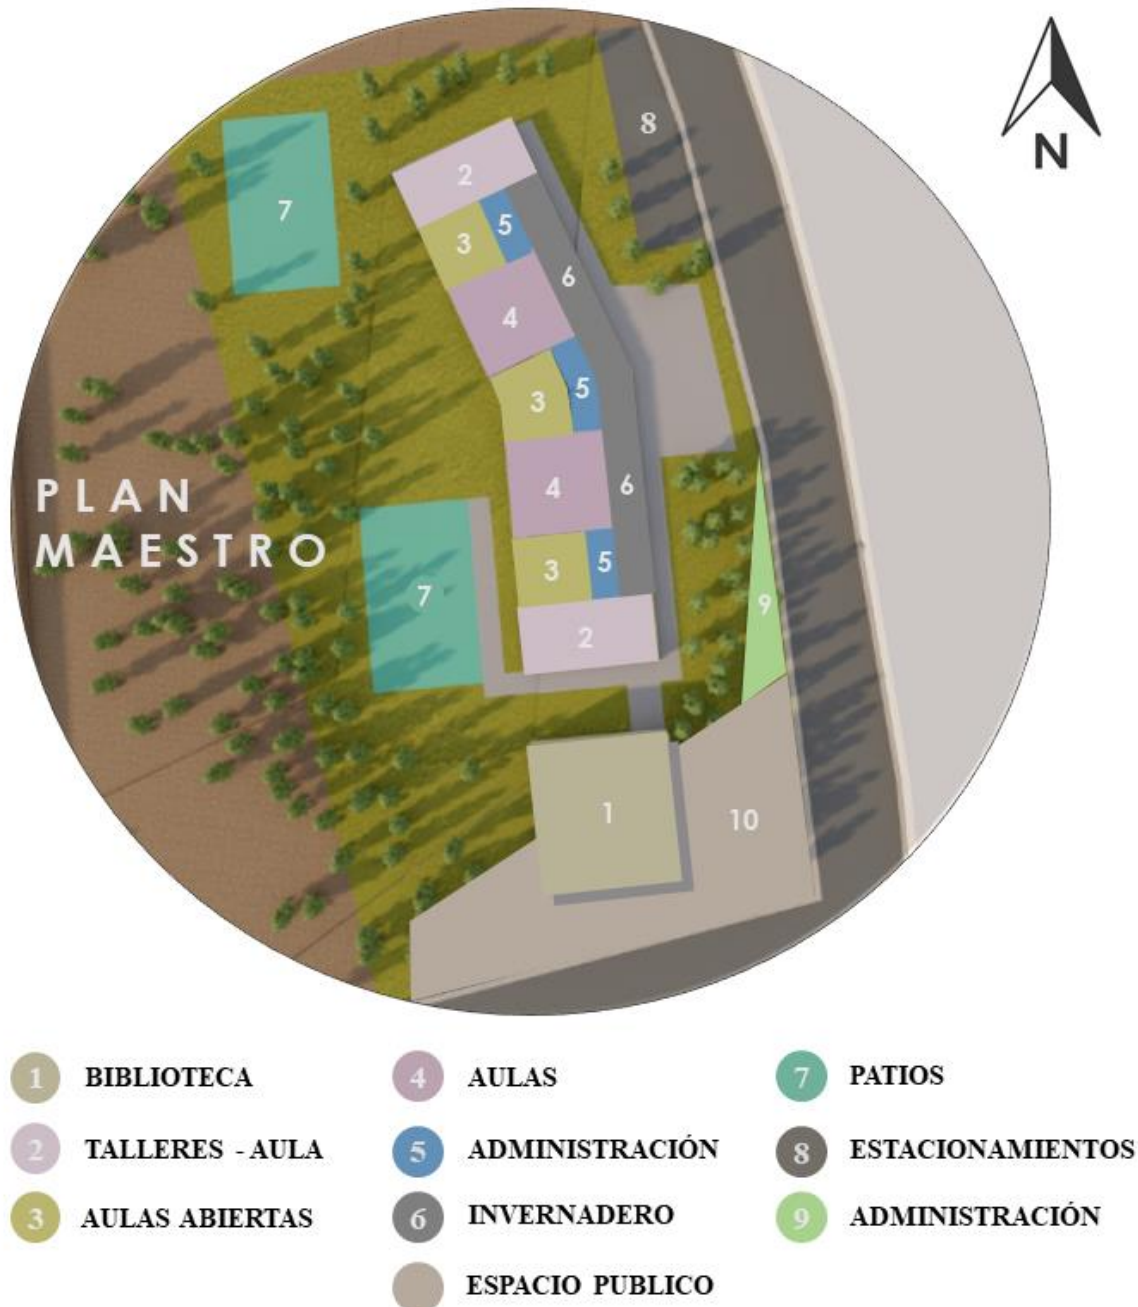 N
8
2
7
5
3
6
4
5
3
PLAN
MAESTRO
4
6
3
5
7
9
2
1
10
1 BIBLIOTECA
4 AULAS
7 PATIOS
2 TALLERES - AULA
5 ADMINISTRACIÓN
8 ESTACIONAMIENTOS
3 AULAS ABIERTAS
6 INVERNADERO
9 ADMINISTRACIÓN
ESPACIO PUBLICO